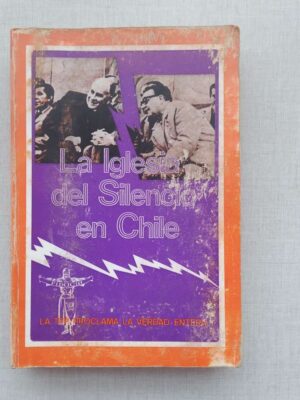 La Iglesia
del Silencio
en Chile
LA TFP PROCLAMA LA VERDAD ENTERA